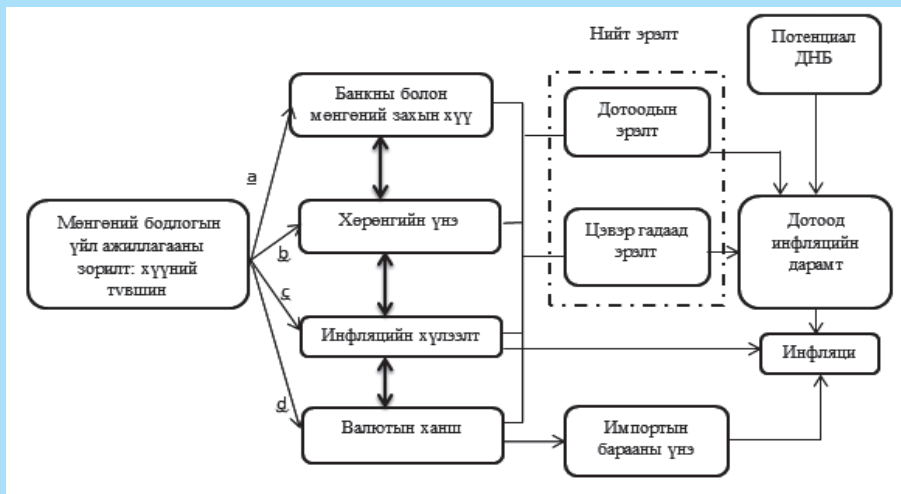 Нийт эрэлт
Потенциал
ДНБ
Банкны болон
мөнгөний захын хүү
Дотоодын
эрэлт
a
Мөнгөний бодлогын
үйл ажиллагааны
зорилт: хүүний
түвшин
b
Хөрөнгийн үнэ
Цэвэр гадаад
эрэлт
Дотоод
инфляцийн
дарамт
c
Инфляцийн хүлээлт
Инфляци
d
Валютын ханш
Импортын
барааны үнэ